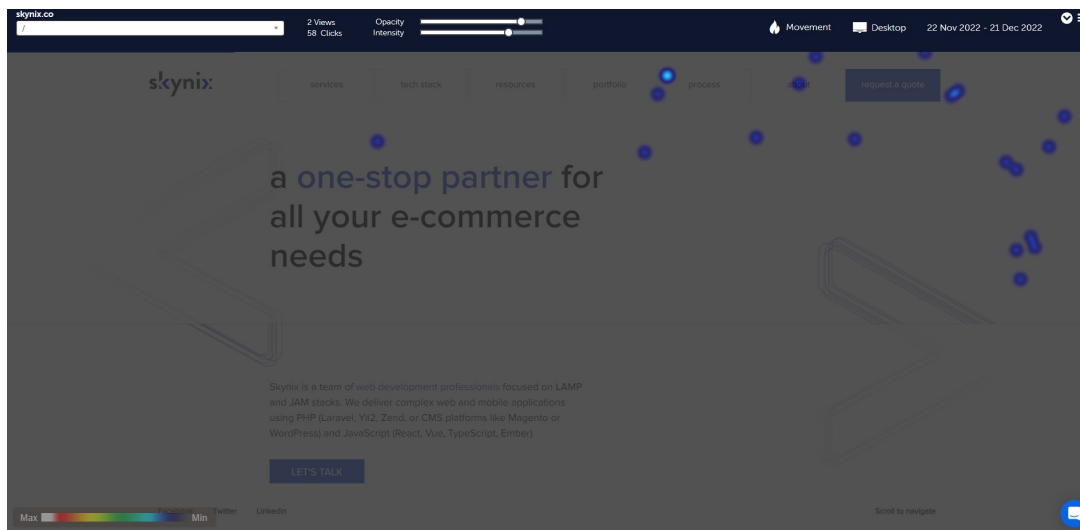 skynix.co
/
2 Views
58 Clicks
Opacity
Intensity
Movement
Desktop
22 Nov 2022 - 21 Dec 2022
skynix
services
tech stack
resources
portfolio
process
about
request a quote
a one-stop partner for
all your e-commerce
needs
Skynix is a team of web development professionals focused on LAMP
and JAM stacks. We deliver complex web and mobile applications
using PHP (Laravel, Yii2, Zend, or CMS platforms like Magento or
WordPress) and JavaScript (React, Vue, TypeScript, Ember)
LET'S TALK
Facebook
Twitter
LinkedIn
Scroll to navigate
Max
Min